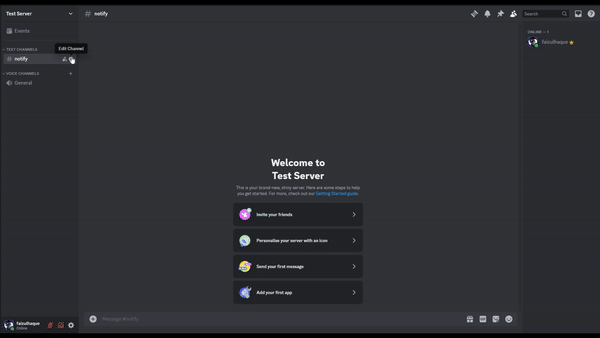 Test Server
# notify
Search
Events
Edit Channel
TEXT CHANNELS
# notify
VOICE CHANNELS
General
Welcome to
Test Server
This is your brand new, shiny server. Here are some steps to help
you get started. For more, check out our Getting Started guide.
Invite your friends
Personalize your server with an icon
Send your first message
Add your first app
Message #notify
GIF
faizulhaque
Online
ONLINE — 1
faizulhaque